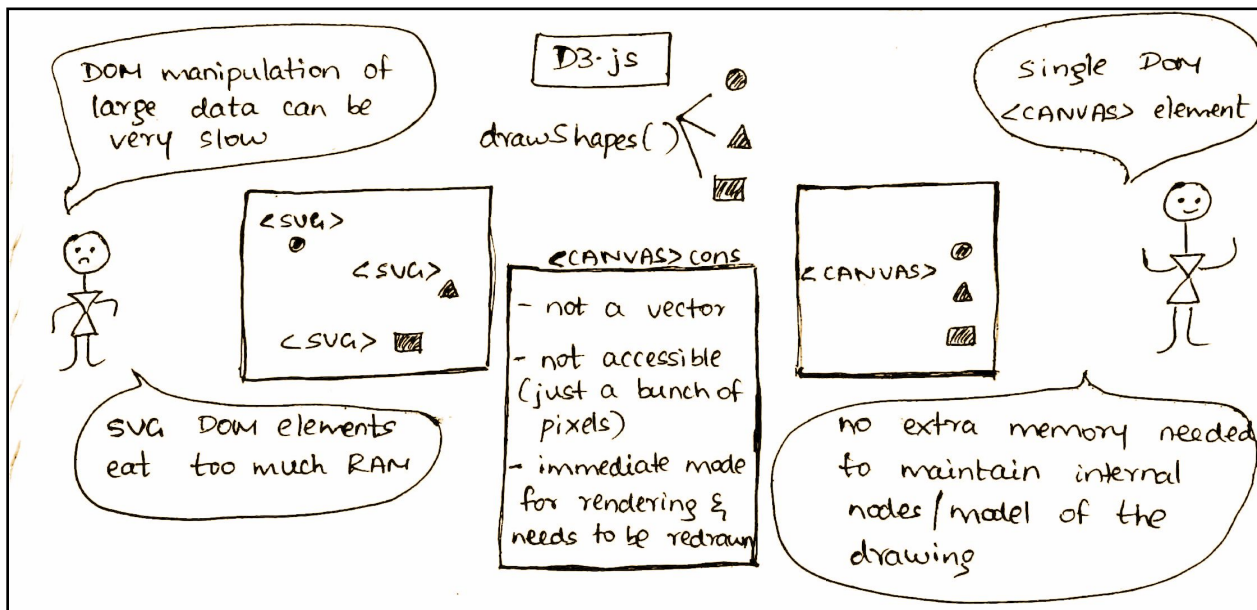 DOM manipulation of
large data can be
very slow
D3.js
drawShapes()
single DOM
<CANVAS> element
<SVG>
<SVG>
<SVG>
SVG DOM elements
eat too much RAM
<CANVAS> cons
- not a vector
- not accessible
(just a bunch of
pixels)
- immediate mode
for rendering &
needs to be redrawn
<CANVAS>
no extra memory needed
to maintain internal
nodes/model of the
drawing